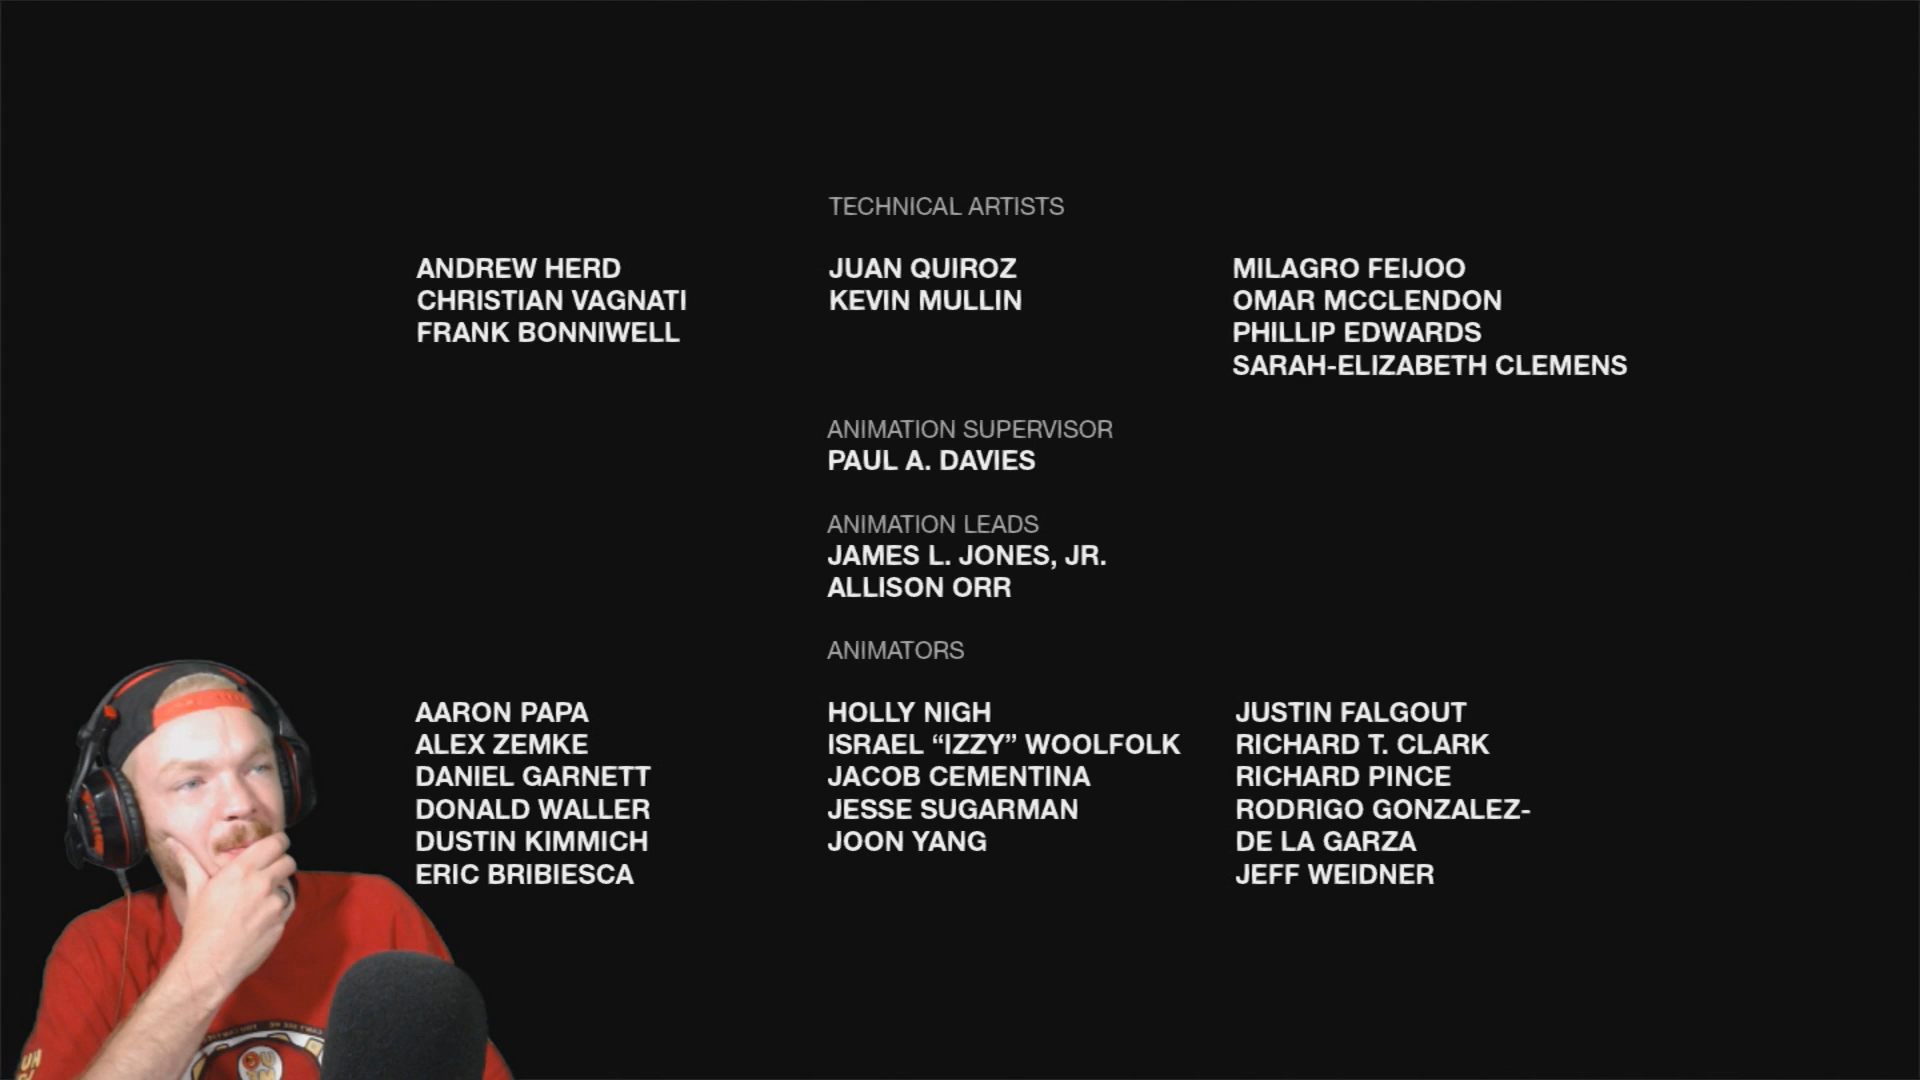 TECHNICAL ARTISTS
ANDREW HERD
CHRISTIAN VAGNATI
FRANK BONNIWELL
JUAN QUIROZ
KEVIN MULLIN
MILAGRO FEIJOO
OMAR MCCLENDON
PHILLIP EDWARDS
SARAH-ELIZABETH CLEMENS
ANIMATION SUPERVISOR
PAUL A. DAVIES
ANIMATION LEADS
JAMES L. JONES, JR.
ALLISON ORR
ANIMATORS
AARON PAPA
ALEX ZEMKE
DANIEL GARNETT
DONALD WALLER
DUSTIN KIMMICH
ERIC BRIBIESCA
HOLLY NIGH
ISRAEL “IZZY” WOOLFOLK
JACOB CEMENTINA
JESSE SUGARMAN
JOON YANG
JUSTIN FALGOUT
RICHARD T. CLARK
RICHARD PINCE
RODRIGO GONZALEZ-
DE LA GARZA
JEFF WEIDNER